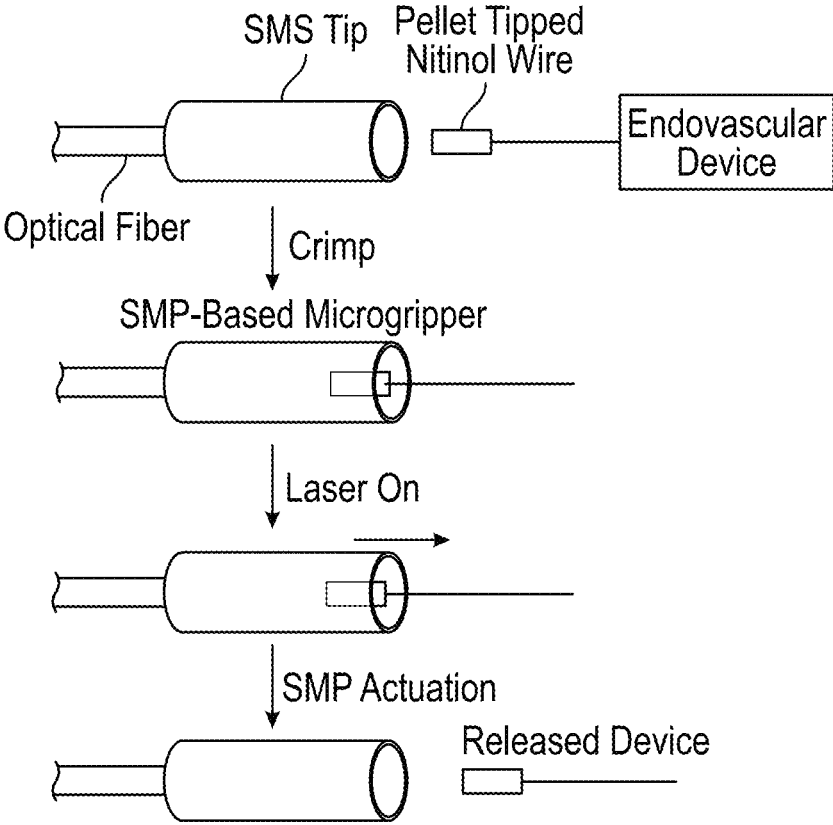 SMS Tip
Pellet Tipped
Nitinol Wire
Endovascular
Device
Optical Fiber
Crimp
SMP-Based Microgripper
Laser On
SMP Actuation
Released Device